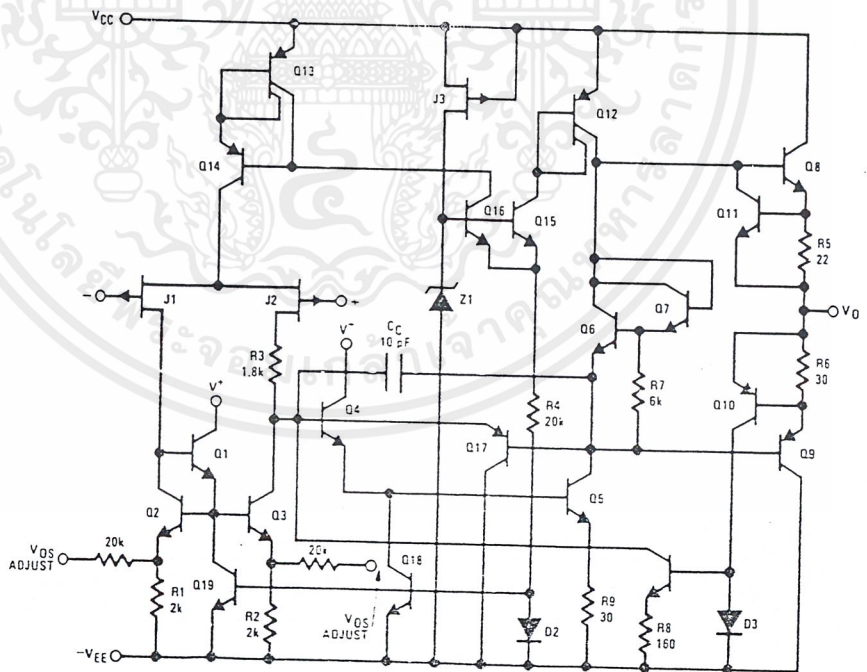 VCC
Q13
J3
Q12
Q14
Q16
Q15
Q8
Q11
R5
22
J1
J2
Z1
Q7
Q6
VO
V-
CC
10 pF
R3
1.8k
R6
30
V+
Q4
R4
20k
R7
6k
Q10
Q17
Q1
Q9
Q2
Q3
Q5
20k
VOS
ADJUST
20k
Q18
Q19
R1
2k
R2
2k
VOS
ADJUST
D2
R9
30
R8
160
D3
-VEE